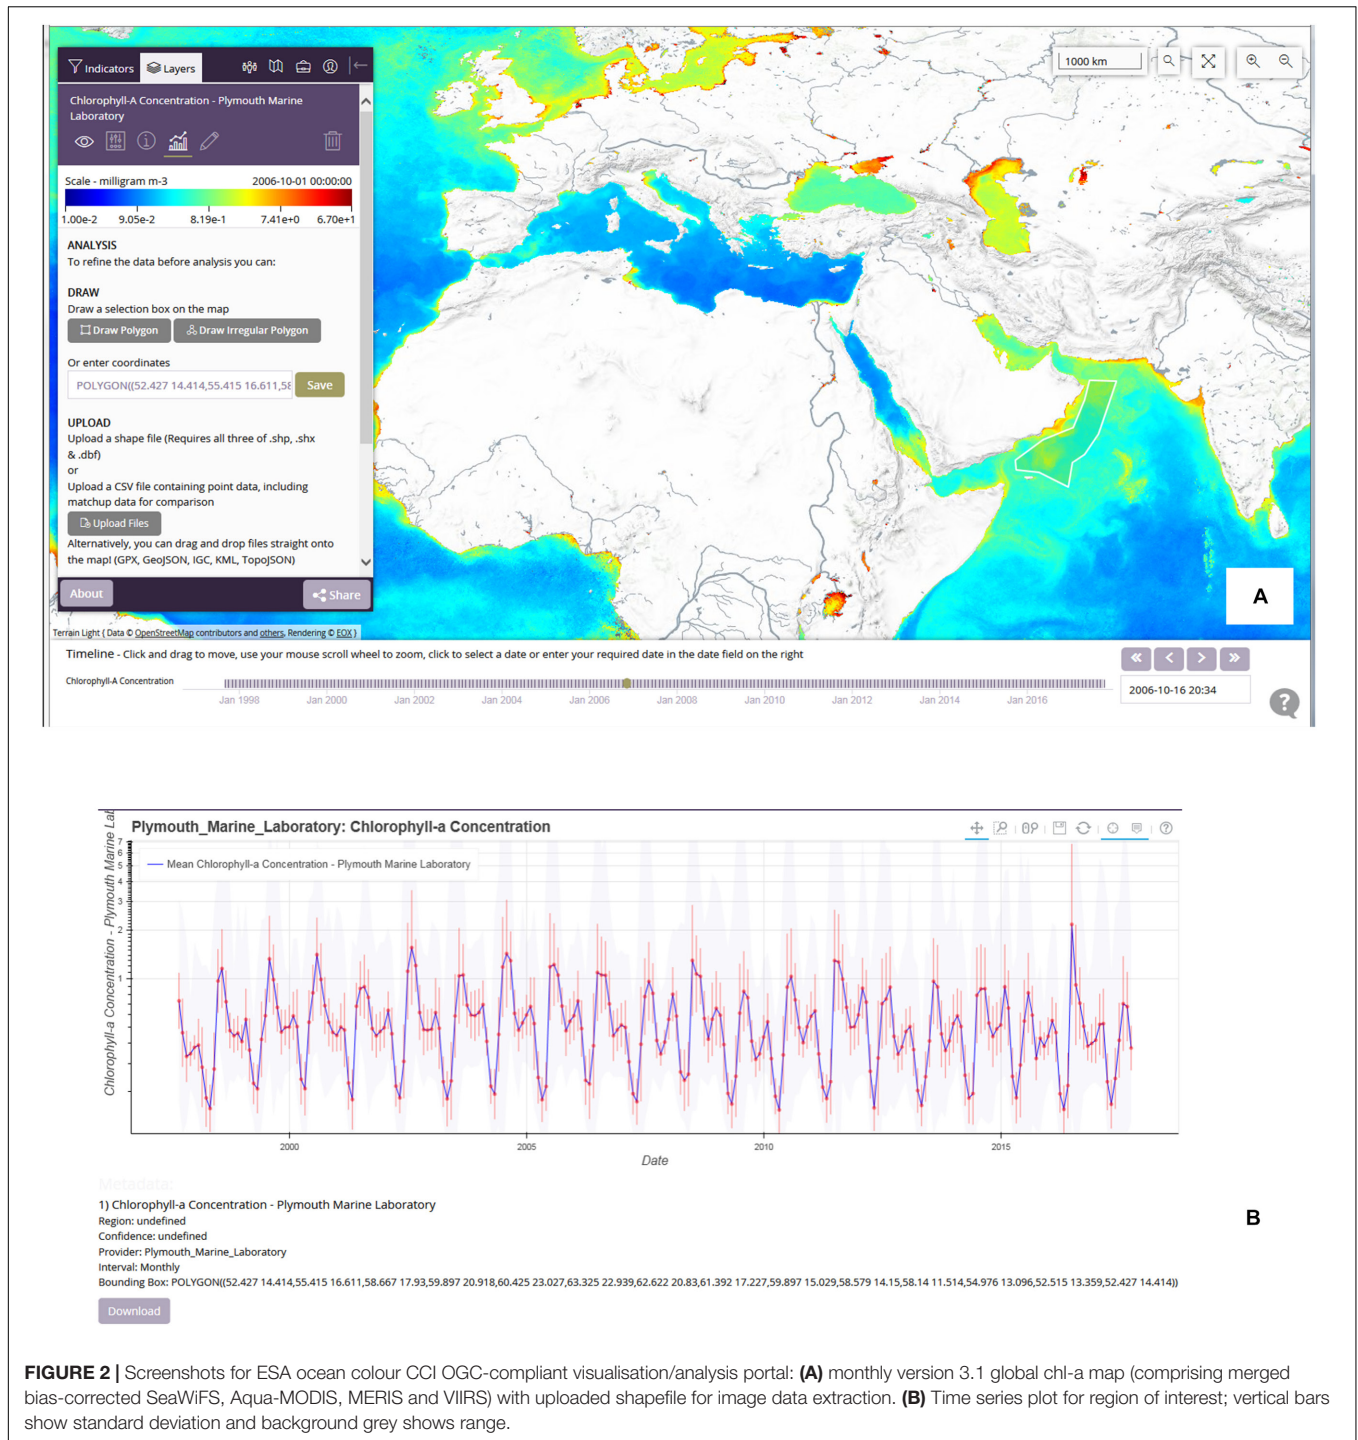 Indicators
Layers
Chlorophyll-A Concentration - Plymouth Marine
Laboratory
Scale - milligram m-3
2006-10-01 00:00:00
1.00e-2 9.05e-2 8.19e-1 7.41e+0 6.70e+1
ANALYSIS
To refine the data before analysis you can:
DRAW
Draw a selection box on the map
Draw Polygon
Draw Irregular Polygon
Or enter coordinates
POLYGON((52.427 14.414,55.415 16.611,58
Save
UPLOAD
Upload a shape file (Requires all three of .shp, .shx
& .dbf)
or
Upload a CSV file containing point data, including
matchup data for comparison
Upload Files
Alternatively, you can drag and drop files straight onto
the map! (GPX, GeoJSON, IGC, KML, TopoJSON)
About
Share
1000 km
A
Terrain Light { Data © OpenStreetMap contributors and others, Rendering © EOX }
Timeline - Click and drag to move, use your mouse scroll wheel to zoom, click to select a date or enter your required date in the date field on the right
Chlorophyll-A Concentration
Jan 1998 Jan 2000 Jan 2002 Jan 2004 Jan 2006 Jan 2008 Jan 2010 Jan 2012 Jan 2014 Jan 2016
2006-10-16 20:34
?
Plymouth_Marine_Laboratory: Chlorophyll-a Concentration
Mean Chlorophyll-a Concentration - Plymouth Marine Laboratory
Chlorophyll-a Concentration - Plymouth Marine Lab
7
6
5
4
3
2
1
2000 2005 2010 2015
Date
Metadata:
1) Chlorophyll-a Concentration - Plymouth Marine Laboratory
Region: undefined
Confidence: undefined
Provider: Plymouth_Marine_Laboratory
Interval: Monthly
Bounding Box: POLYGON((52.427 14.414,55.415 16.611,58.667 17.93,59.897 20.918,60.425 23.027,63.325 22.939,62.622 20.83,61.392 17.227,59.897 15.029,58.579 14.15,58.14 11.514,54.976 13.096,52.515 13.359,52.427 14.414))
Download
B
FIGURE 2 | Screenshots for ESA ocean colour CCI OGC-compliant visualisation/analysis portal: (A) monthly version 3.1 global chl-a map (comprising merged
bias-corrected SeaWiFS, Aqua-MODIS, MERIS and VIIRS) with uploaded shapefile for image data extraction. (B) Time series plot for region of interest; vertical bars
show standard deviation and background grey shows range.